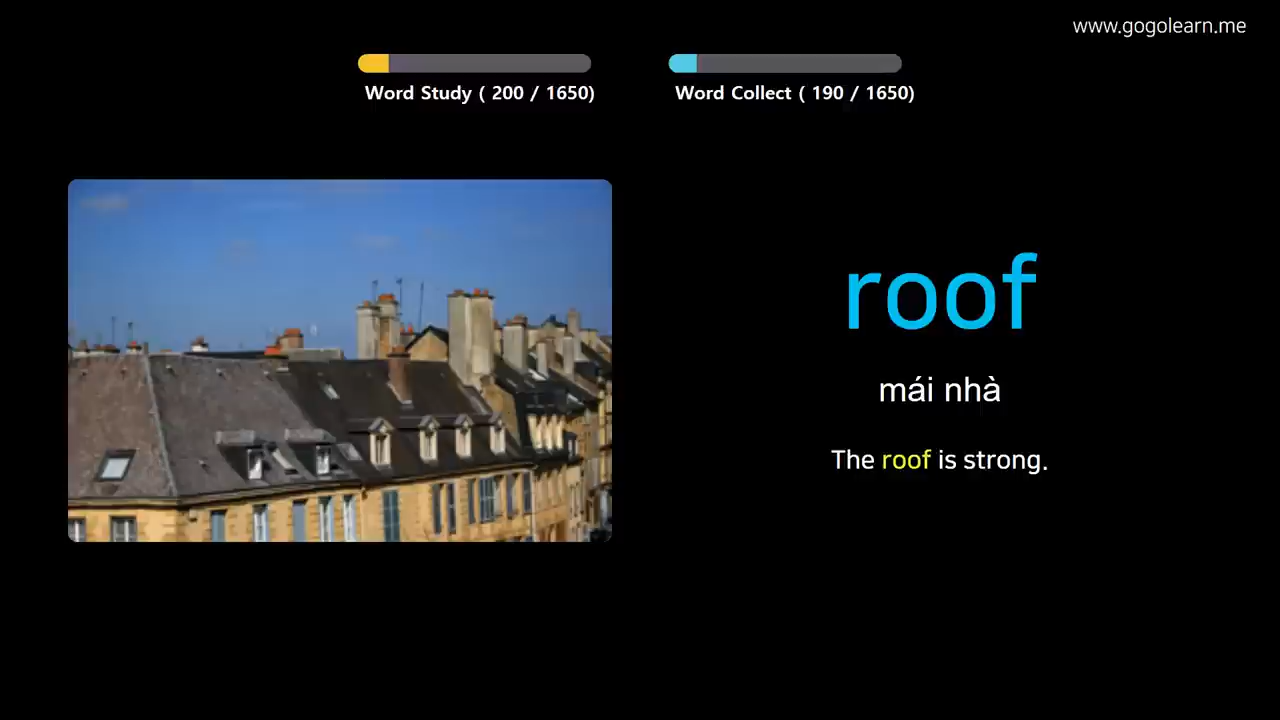 www.gogolearn.me
Word Study ( 200 / 1650)
Word Collect ( 190 / 1650)
roof
mái nhà
The roof is strong.